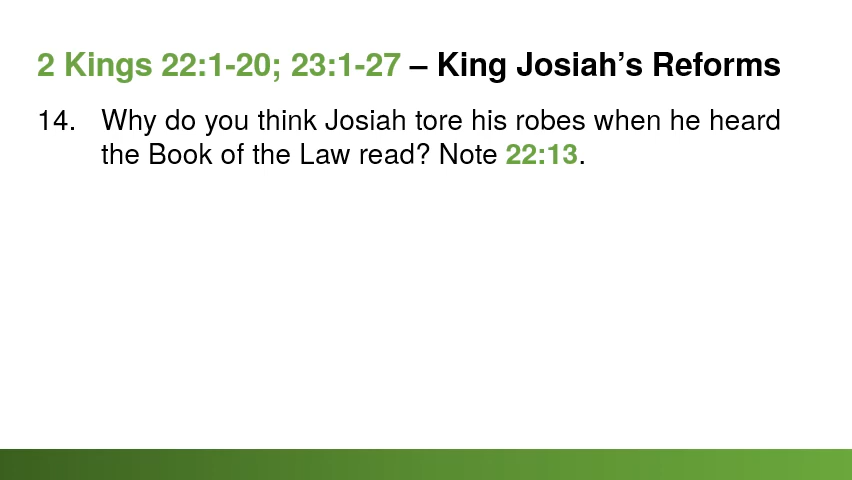 2 Kings 22:1-20; 23:1-27 – King Josiah’s Reforms
14. Why do you think Josiah tore his robes when he heard
the Book of the Law read? Note 22:13.